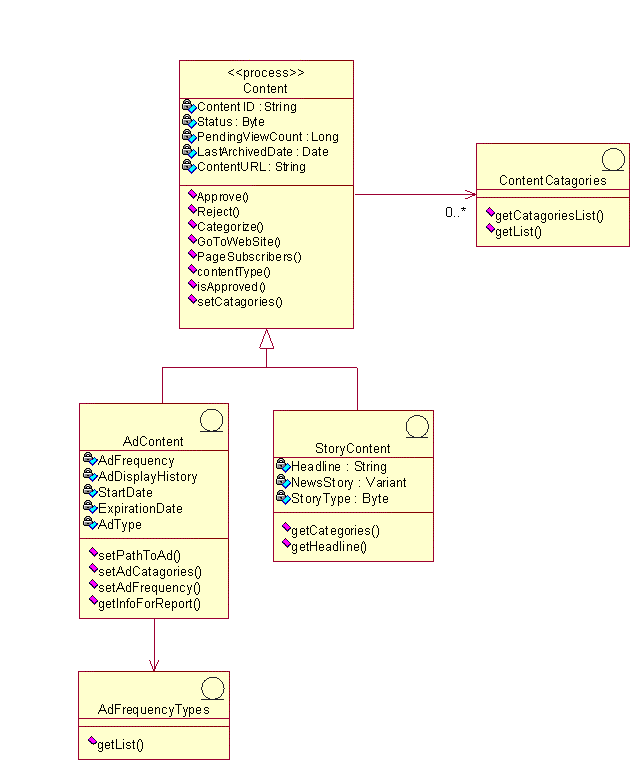 <<process>>
Content
ContentID : String
Status : Byte
PendingViewCount : Long
LastArchivedDate : Date
ContentURL : String
Approve()
Reject()
Categorize()
GoToWebSite()
PageSubscribers()
contentType()
isApproved()
setCatagories()
0..*
ContentCatagories
getCatagoriesList()
getList()
AdContent
AdFrequency
AdDisplayHistory
StartDate
ExpirationDate
AdType
setPathToAd()
setAdCatagories()
setAdFrequency()
getInfoForReport()
StoryContent
Headline : String
NewsStory : Variant
StoryType : Byte
getCategories()
getHeadline()
AdFrequencyTypes
getList()